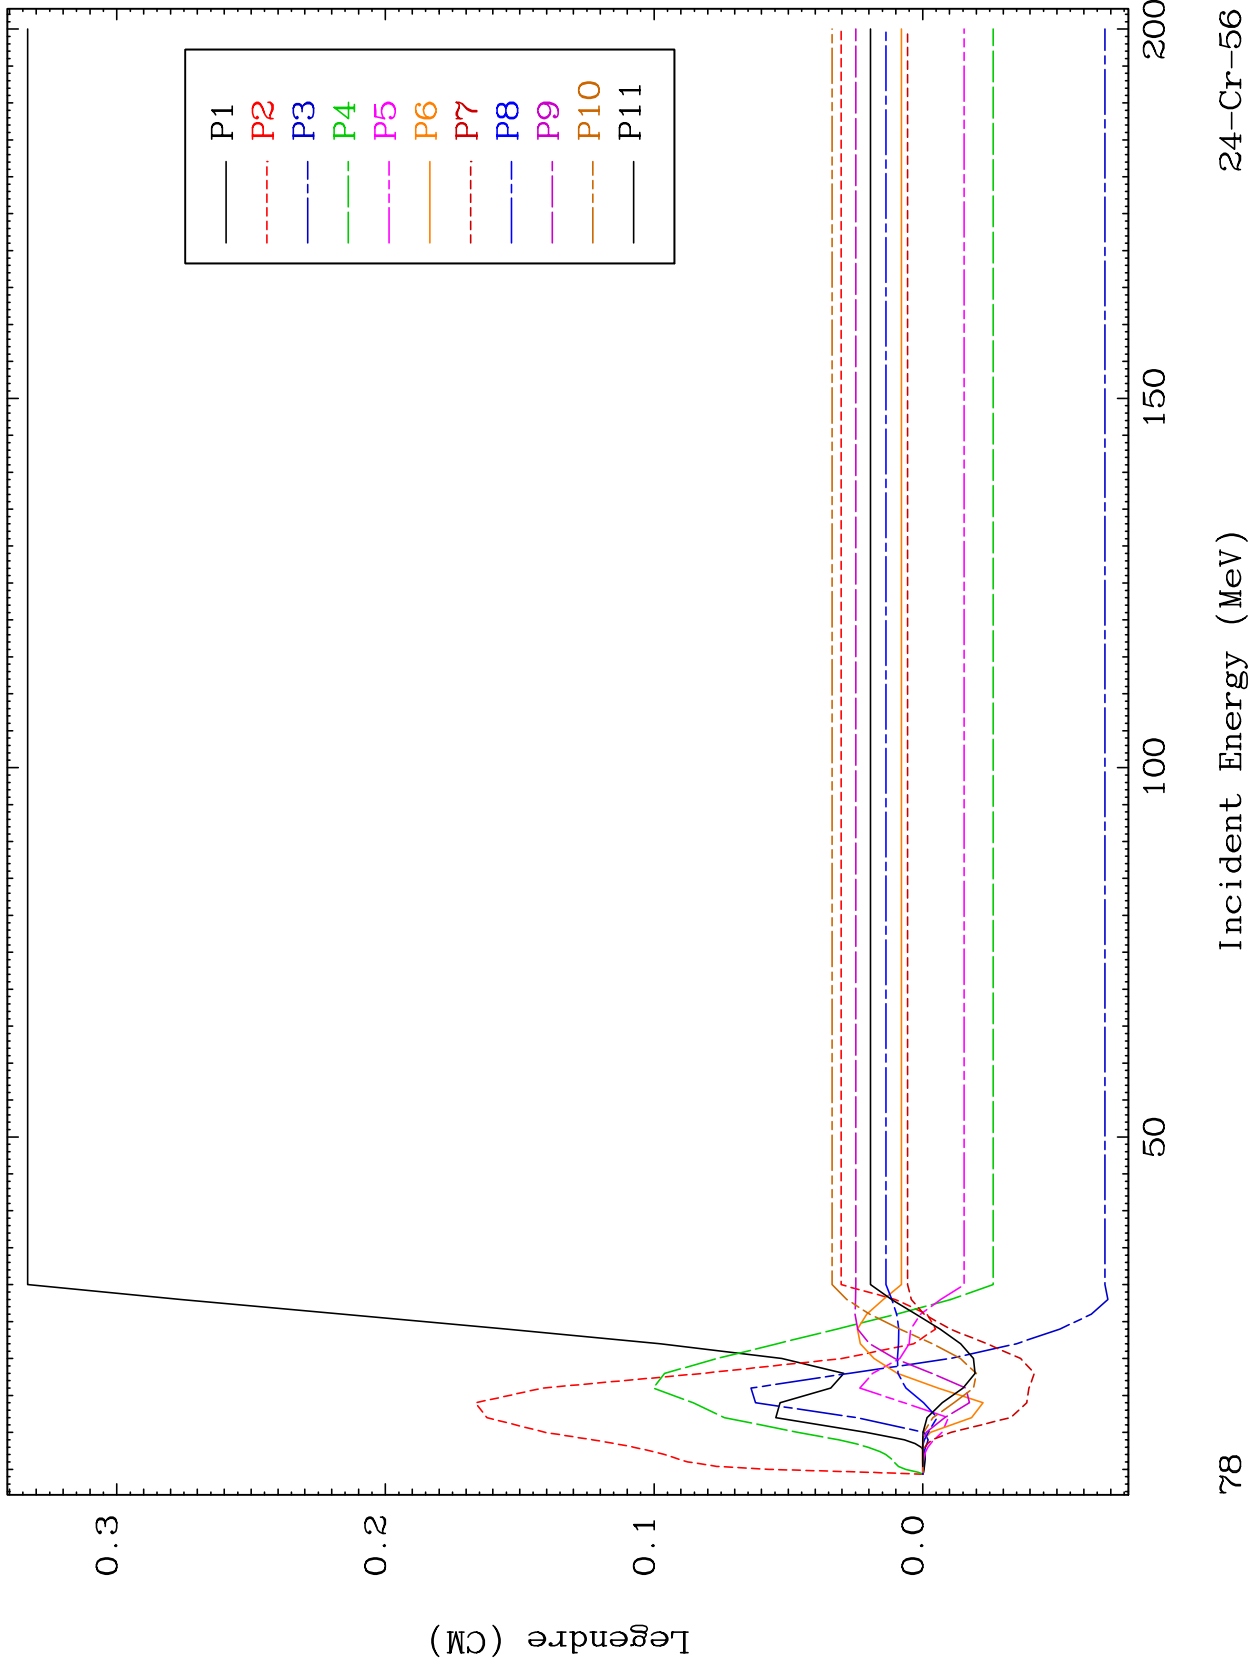 0.3
0.2
0.1
0.0
Legendre (CM)
P1
P2
P3
P4
P5
P6
P7
P8
P9
P10
P11
50
100
150
200
Incident Energy (MeV)
78
24-Cr-56